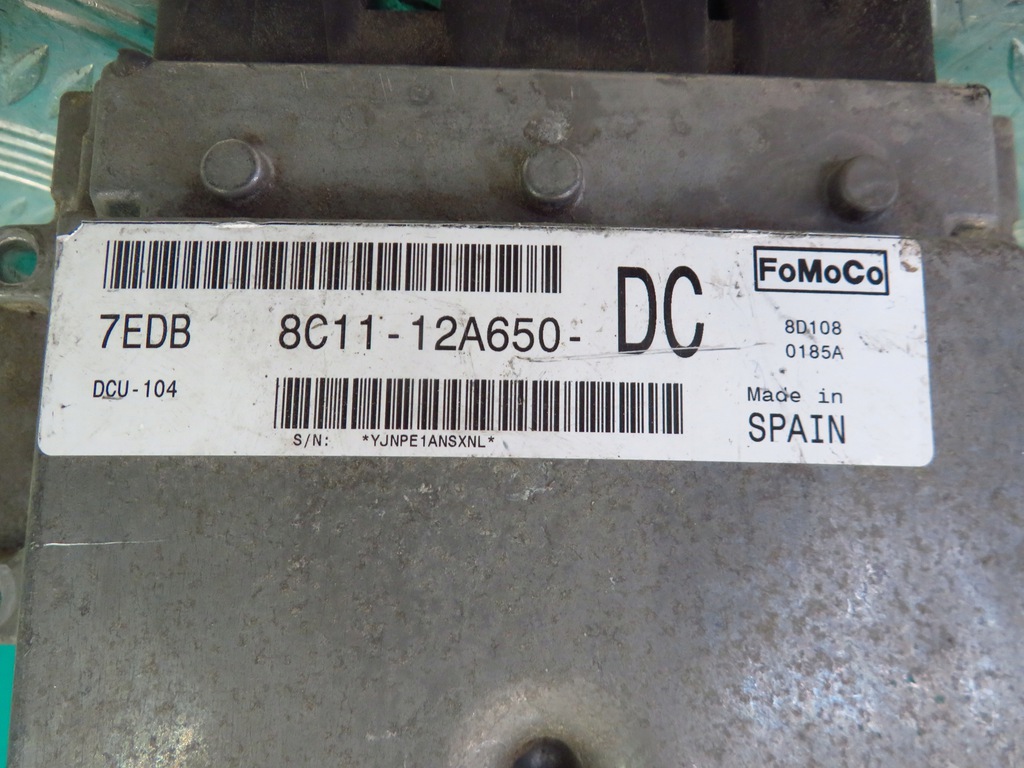 FoMoCo
7EDB 8C11-12A650-DC
8D108
0185A
DCU-104
Made in
SPAIN
S/N: *YJNPE1ANSXNL*